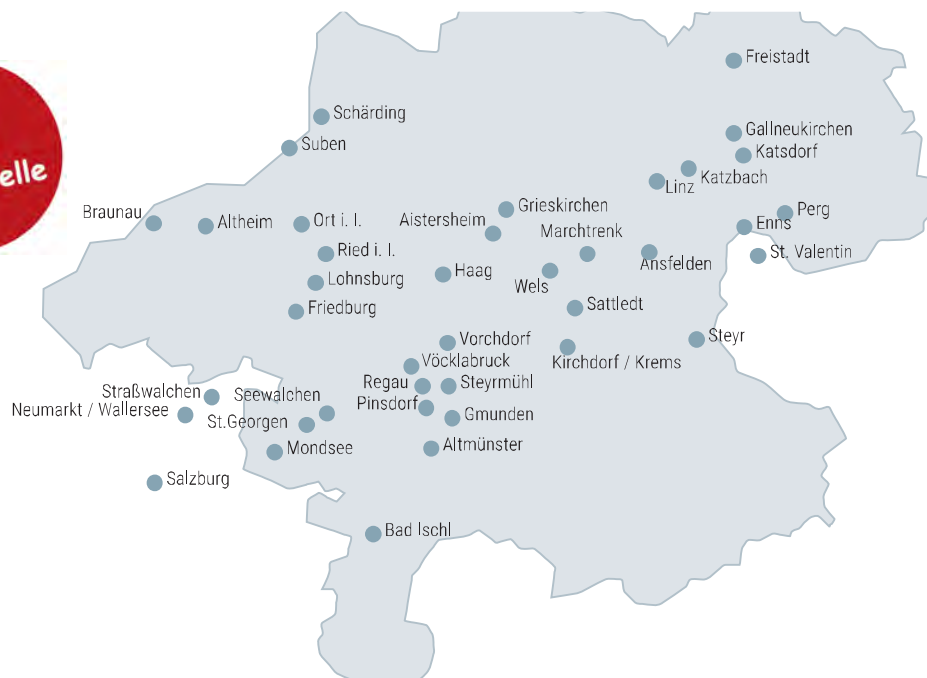 Freistadt
Schärding
Gallneukirchen
Suben
Katsdorf
Katzbach
elle
Linz
Braunau
Altheim
Ort i. I.
Aistersheim
Grieskirchen
Perg
Marchtrenk
Enns
Ried i. I.
St. Valentin
Haag
Ansfelden
Lohnsburg
Wels
Friedburg
Sattledt
Vorchdorf
Steyr
Vöcklabruck
Kirchdorf / Krems
Regau
Steyrmühl
Straßwalchen
Seewalchen
Pinsdorf
Neumarkt / Wallersee
St.Georgen
Gmunden
Mondsee
Altmünster
Salzburg
Bad Ischl